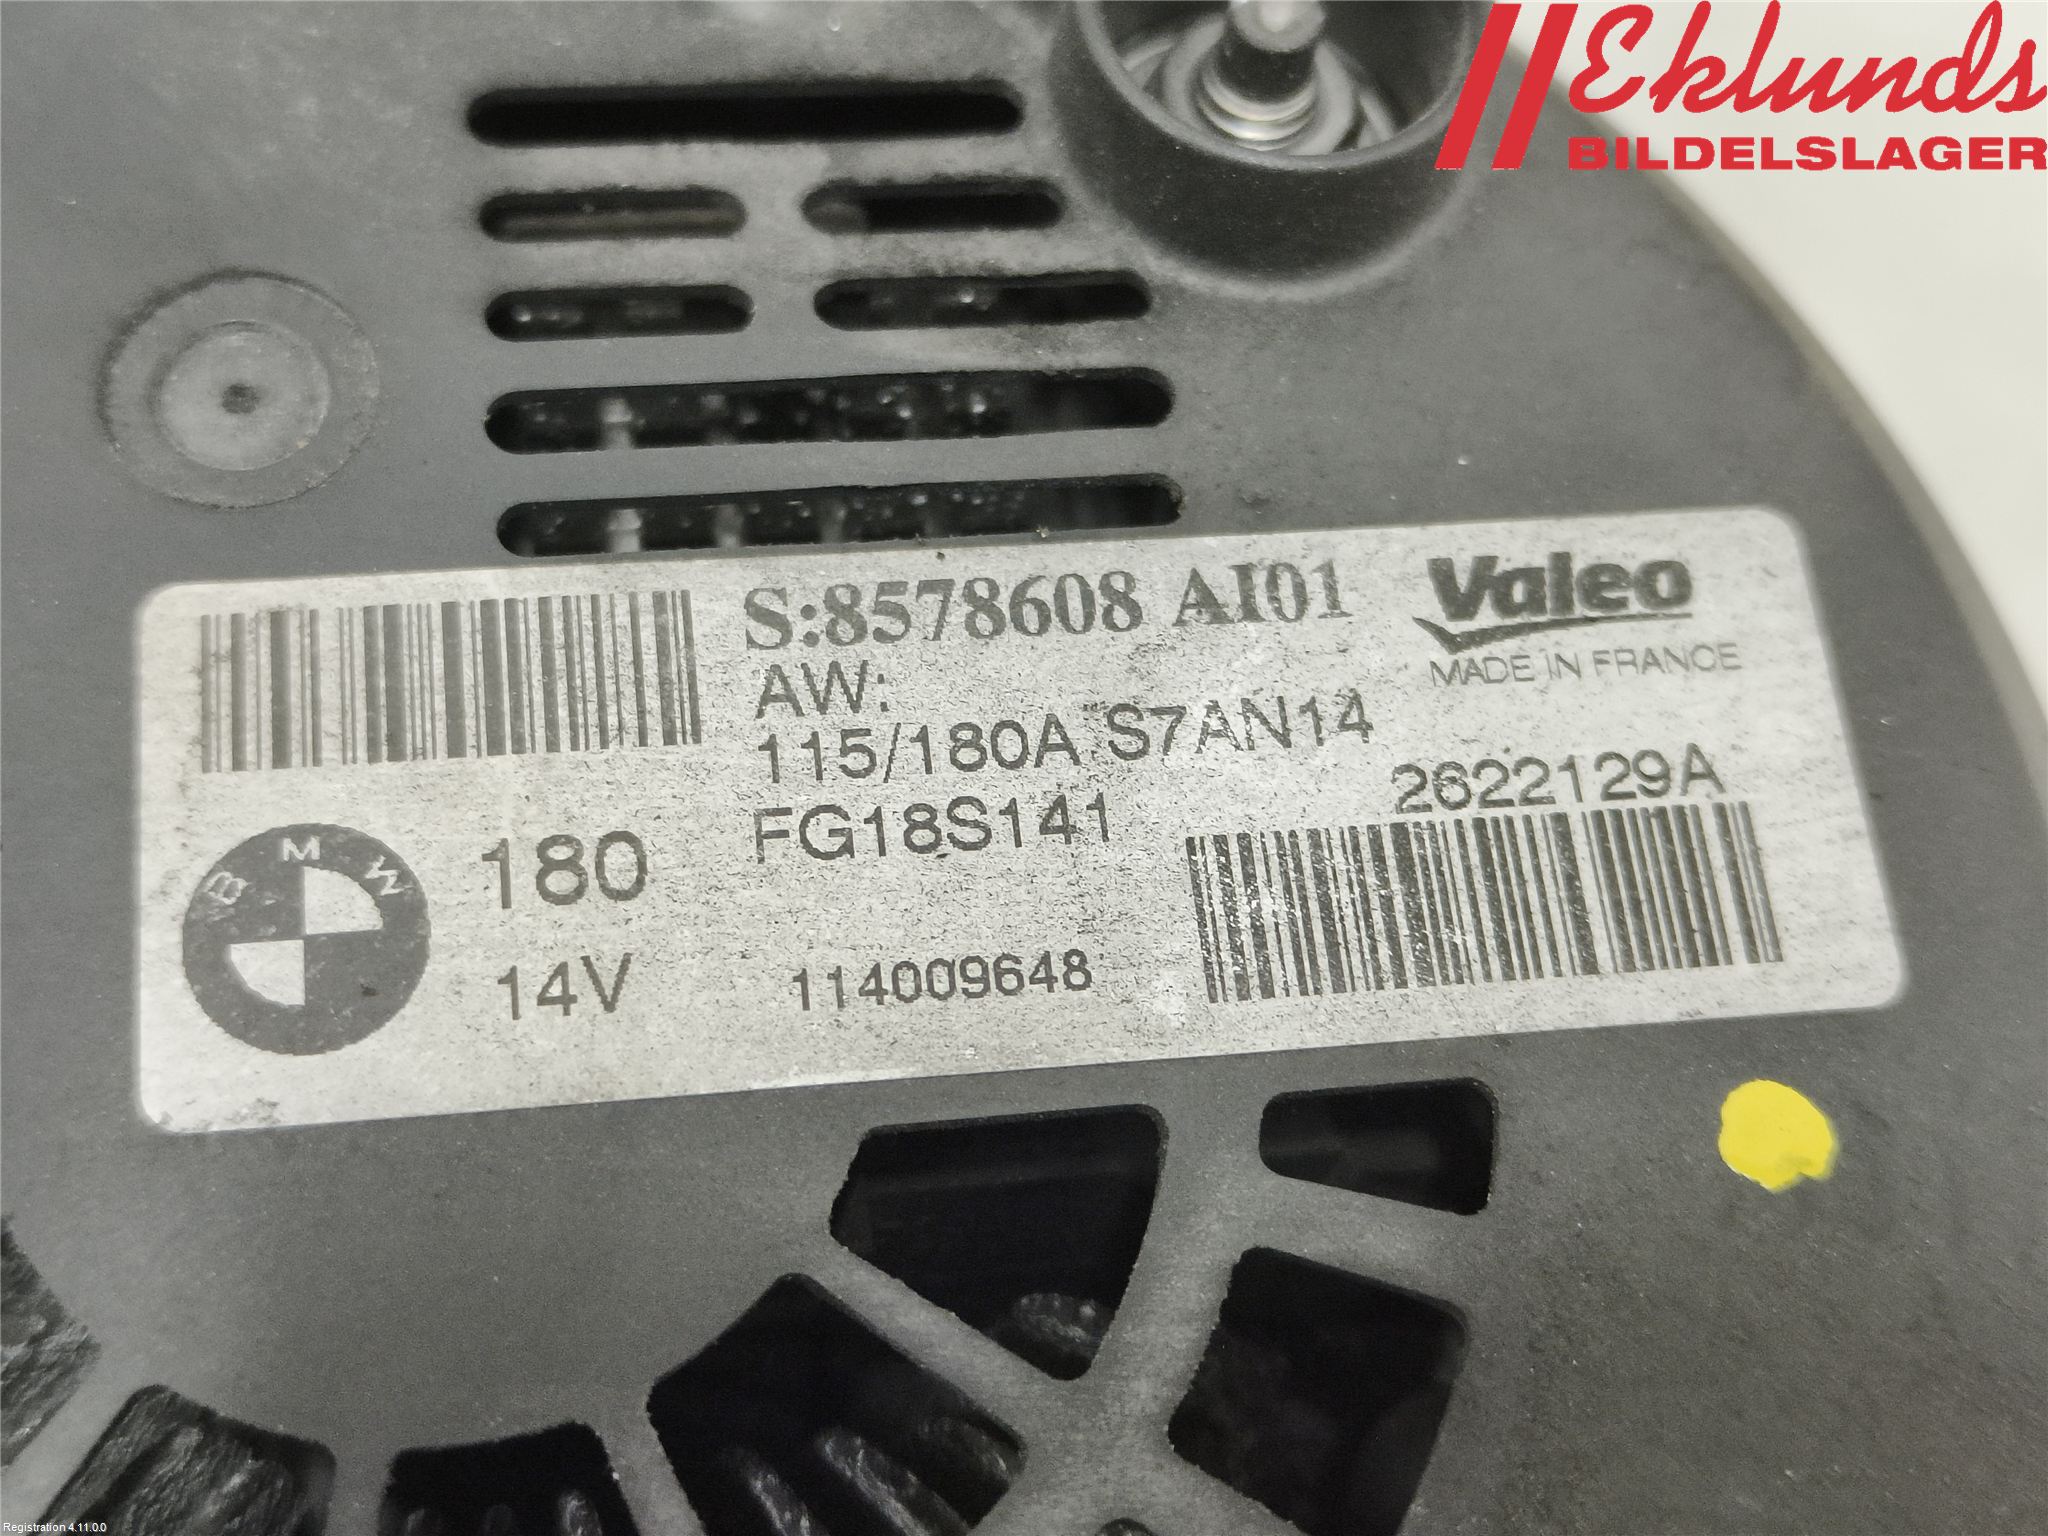 Eklunds
BILDELSLAGER
S:8578608 AI01
Valeo
MADE IN FRANCE
AW:
115/180A S7AN14
2622129A
FG18S141
BMW
180
14V
114009648
Registration 4.11.0.0